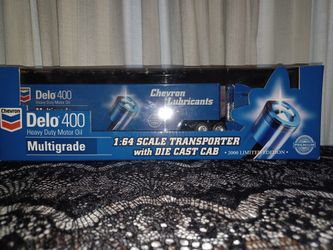 Delo 400
Heavy Duty Motor Oil
Multigrade
Chevron
Delo 400
Heavy Duty Motor Oil
Multigrade
Chevron
Lubricants
1:64 SCALE TRANSPORTER
with DIE CAST CAB
• 2000 LIMITED EDITION •